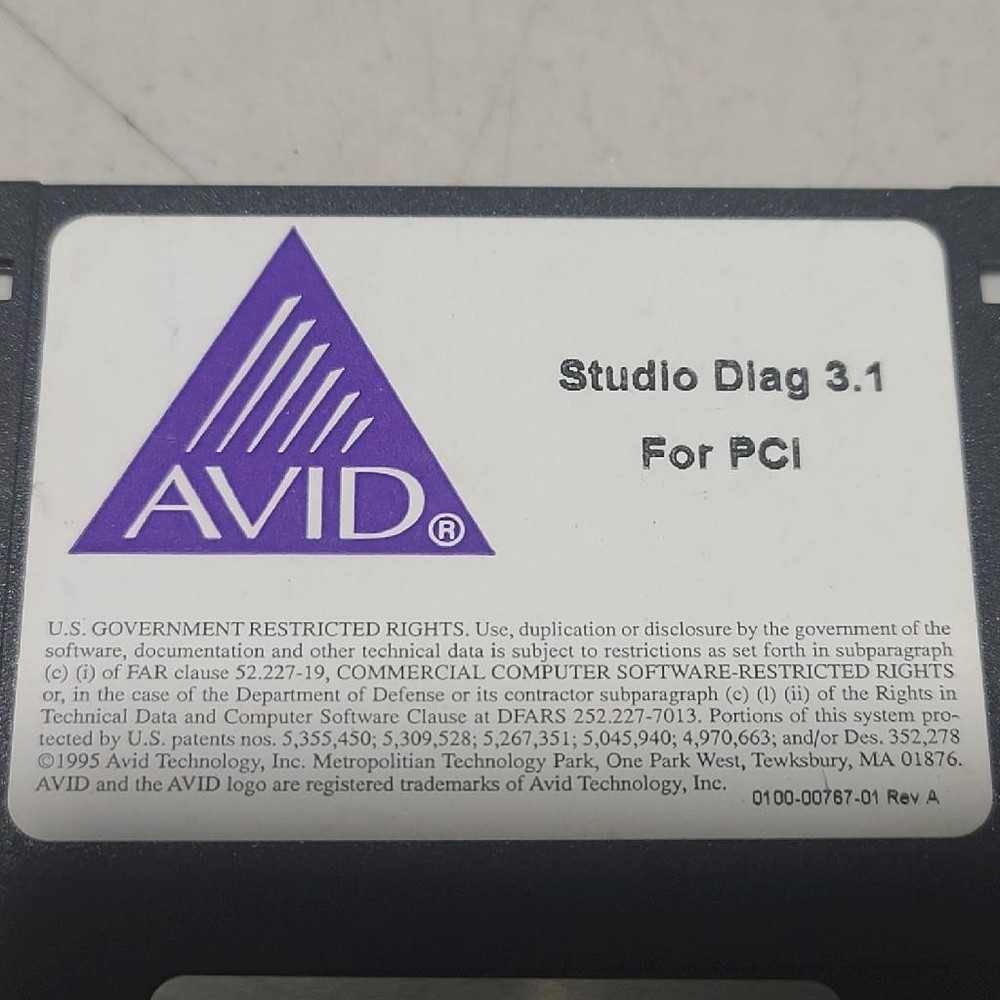 AVID®
Studio Diag 3.1
For PCI
U.S. GOVERNMENT RESTRICTED RIGHTS. Use, duplication or disclosure by the government of the
software, documentation and other technical data is subject to restrictions as set forth in subparagraph
(c) (i) of FAR clause 52.227-19, COMMERCIAL COMPUTER SOFTWARE-RESTRICTED RIGHTS
or, in the case of the Department of Defense or its contractor subparagraph (c) (l) (ii) of the Rights in
Technical Data and Computer Software Clause at DFARS 252.227-7013. Portions of this system pro-
tected by U.S. patents nos. 5,355,450; 5,309,528; 5,267,351; 5,045,940; 4,970,663; and/or Des. 352,278
©1995 Avid Technology, Inc. Metropolitian Technology Park, One Park West, Tewksbury, MA 01876.
AVID and the AVID logo are registered trademarks of Avid Technology, Inc.
0100-00767-01 Rev A